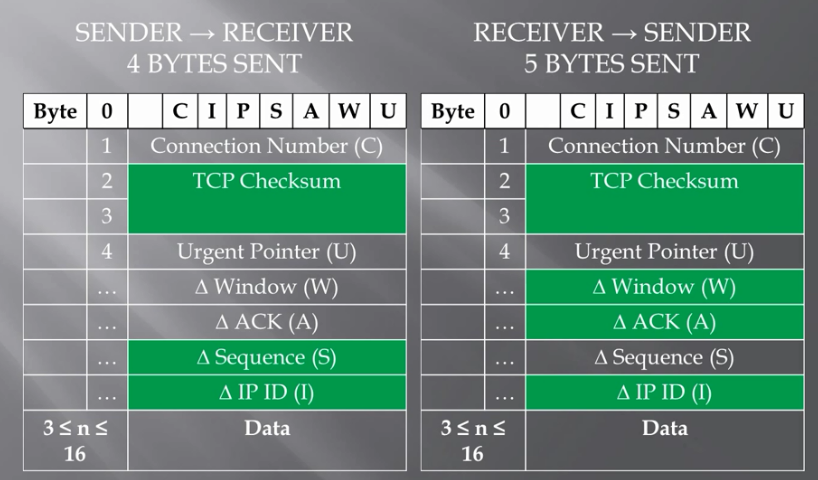 SENDER → RECEIVER
4 BYTES SENT
Byte 0 C I P S A W U
1 Connection Number (C)
2 TCP Checksum
3
4 Urgent Pointer (U)
... Δ Window (W)
... Δ ACK (A)
... Δ Sequence (S)
... Δ IP ID (I)
3 ≤ n ≤ Data
16
RECEIVER → SENDER
5 BYTES SENT
Byte 0 C I P S A W U
1 Connection Number (C)
2 TCP Checksum
3
4 Urgent Pointer (U)
... Δ Window (W)
... Δ ACK (A)
... Δ Sequence (S)
... Δ IP ID (I)
3 ≤ n ≤ Data
16